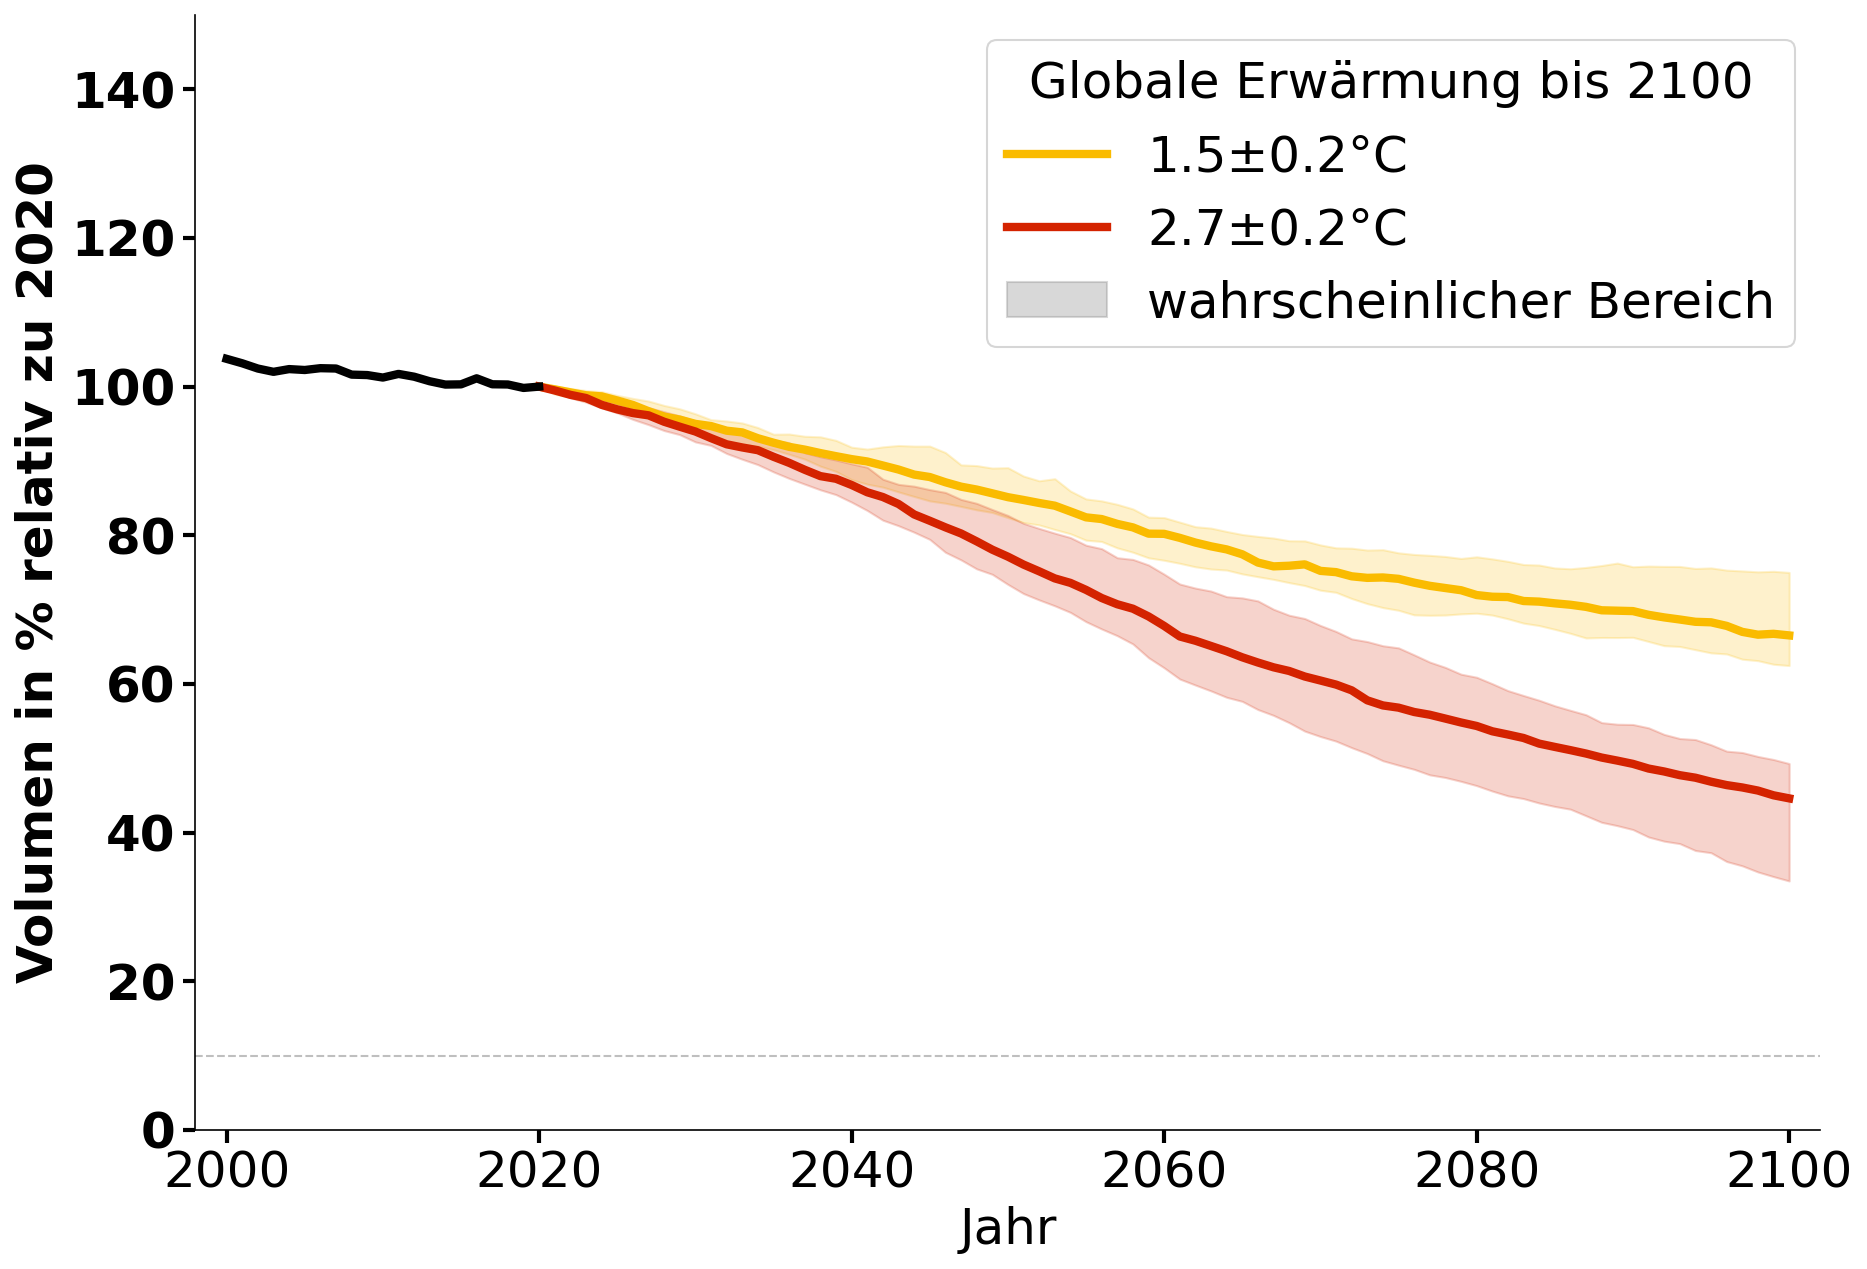 Volumen in % relativ zu 2020
140
120
100
80
60
40
20
0
Globale Erwärmung bis 2100
1.5±0.2°C
2.7±0.2°C
wahrscheinlicher Bereich
2000 2020 2040 2060 2080 2100
Jahr